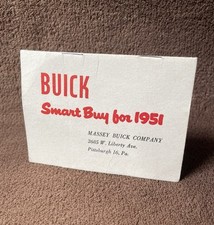 BUICK
Smart Buy for 1951
MASSEY BUICK COMPANY
3603 W. Liberty Ave.
Pittsburgh 16, Pa.